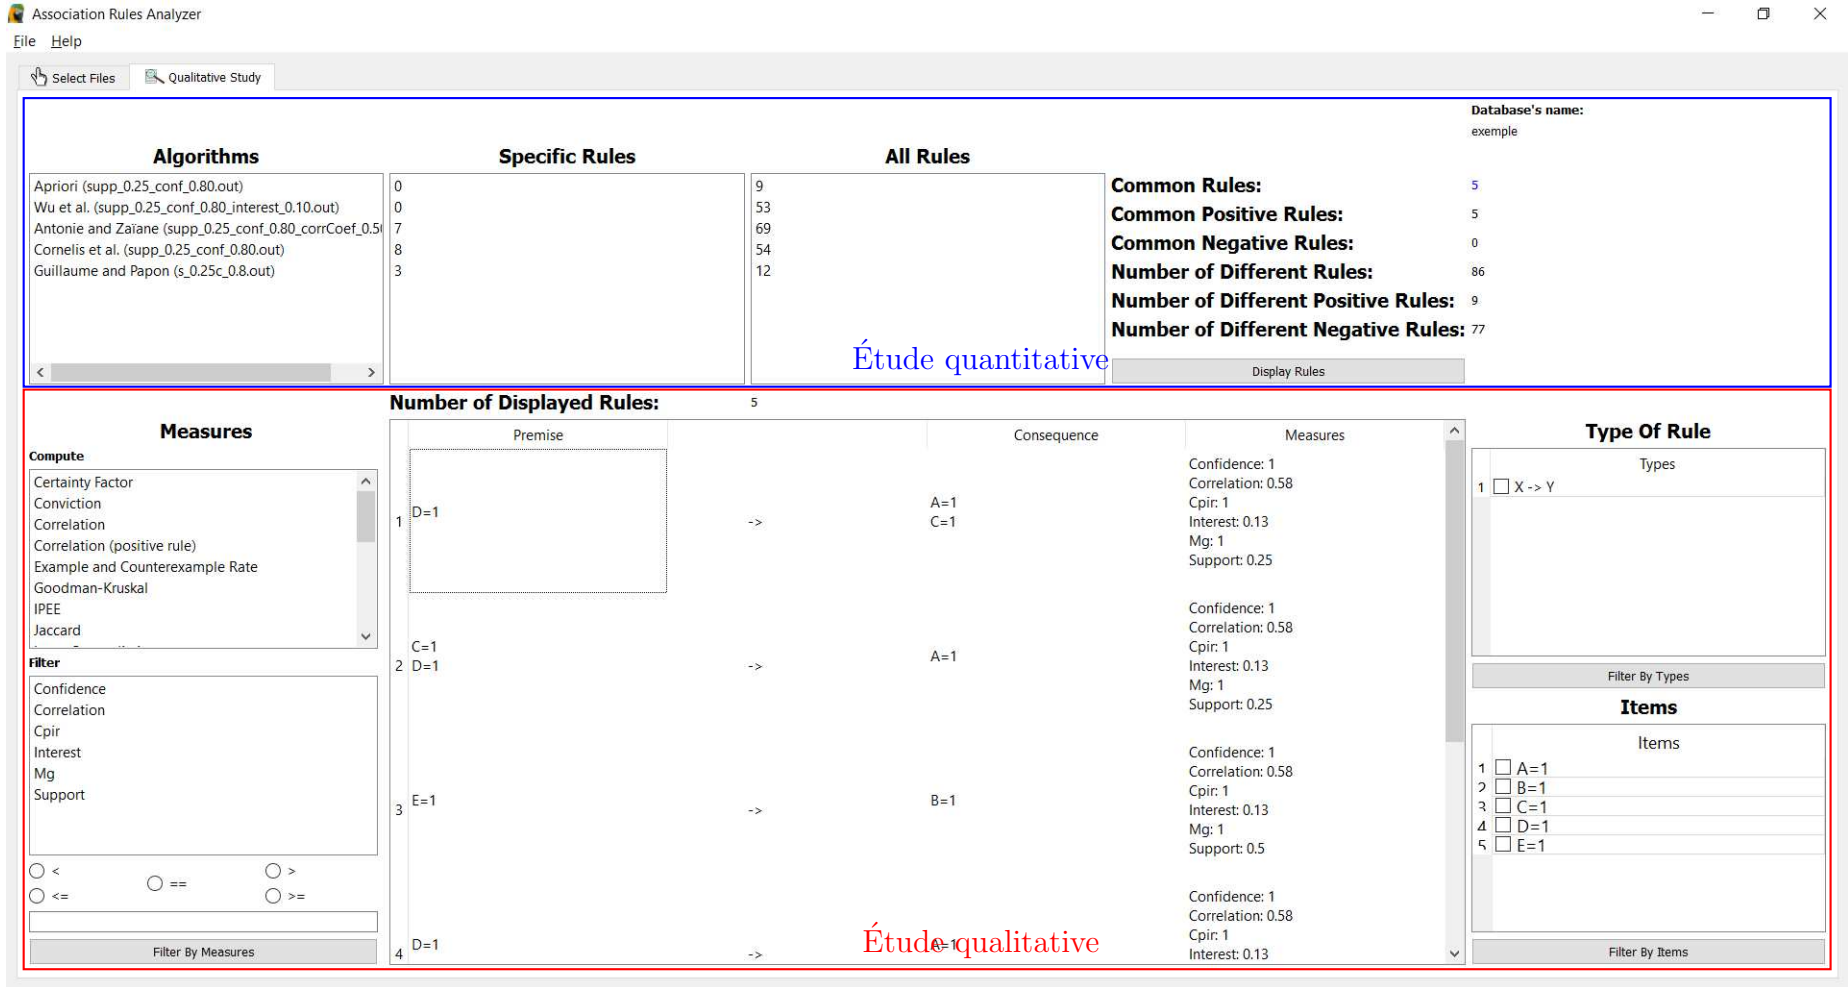 Association Rules Analyzer
File Help
Select Files Qualitative Study
Database's name:
exemple
Algorithms Specific Rules All Rules
Apriori (supp_0.25_conf_0.80.out) 0 9
Wu et al. (supp_0.25_conf_0.80_interest_0.10.out) 0 53
Antonie and Zaïane (supp_0.25_conf_0.80_corrCoef_0.5 7 69
Cornelis et al. (supp_0.25_conf_0.80.out) 8 54
Guillaume and Papon (s_0.25c_0.8.out) 3 12
Common Rules: 5
Common Positive Rules: 5
Common Negative Rules: 0
Number of Different Rules: 86
Number of Different Positive Rules: 9
Number of Different Negative Rules: 77
Étude quantitative
Display Rules
Number of Displayed Rules: 5
Measures
Compute
Certainty Factor
Conviction
Correlation
Correlation (positive rule)
Example and Counterexample Rate
Goodman-Kruskal
IPEE
Jaccard
Filter
Confidence
Correlation
Cpir
Interest
Mg
Support
< >
==
<= >=
Filter By Measures
Premise Consequence Measures
1 D=1 -> A=1
C=1
Confidence: 1
Correlation: 0.58
Cpir: 1
Interest: 0.13
Mg: 1
Support: 0.25
2 C=1
D=1 -> A=1
Confidence: 1
Correlation: 0.58
Cpir: 1
Interest: 0.13
Mg: 1
Support: 0.25
3 E=1 -> B=1
Confidence: 1
Correlation: 0.58
Cpir: 1
Interest: 0.13
Mg: 1
Support: 0.5
4 D=1 -> A=1
Confidence: 1
Correlation: 0.58
Cpir: 1
Interest: 0.13
Étude qualitative
Type Of Rule
Types
1 X -> Y
Filter By Types
Items
Items
1 A=1
2 B=1
3 C=1
4 D=1
5 E=1
Filter By Items